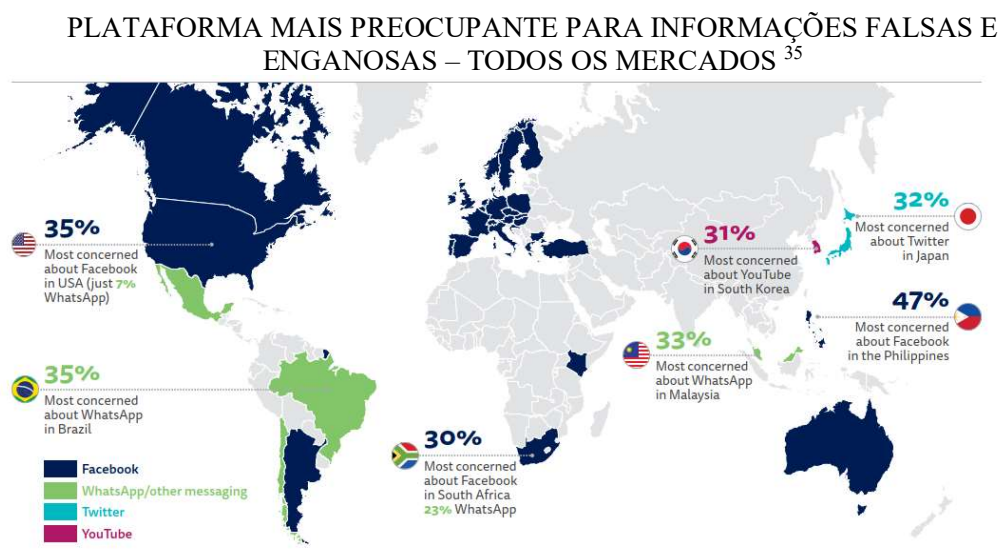 PLATAFORMA MAIS PREOCUPANTE PARA INFORMAÇÕES FALSAS E
ENGANOSAS – TODOS OS MERCADOS 35
35%
Most concerned
about Facebook
in USA (just 7%
WhatsApp)
35%
Most concerned
about WhatsApp
in Brazil
30%
Most concerned
about Facebook
in South Africa
23% WhatsApp
31%
Most concerned
about YouTube
in South Korea
32%
Most concerned
about Twitter
in Japan
47%
Most concerned
about Facebook
in the Philippines
33%
Most concerned
about WhatsApp
in Malaysia
Facebook
WhatsApp/other messaging
Twitter
YouTube